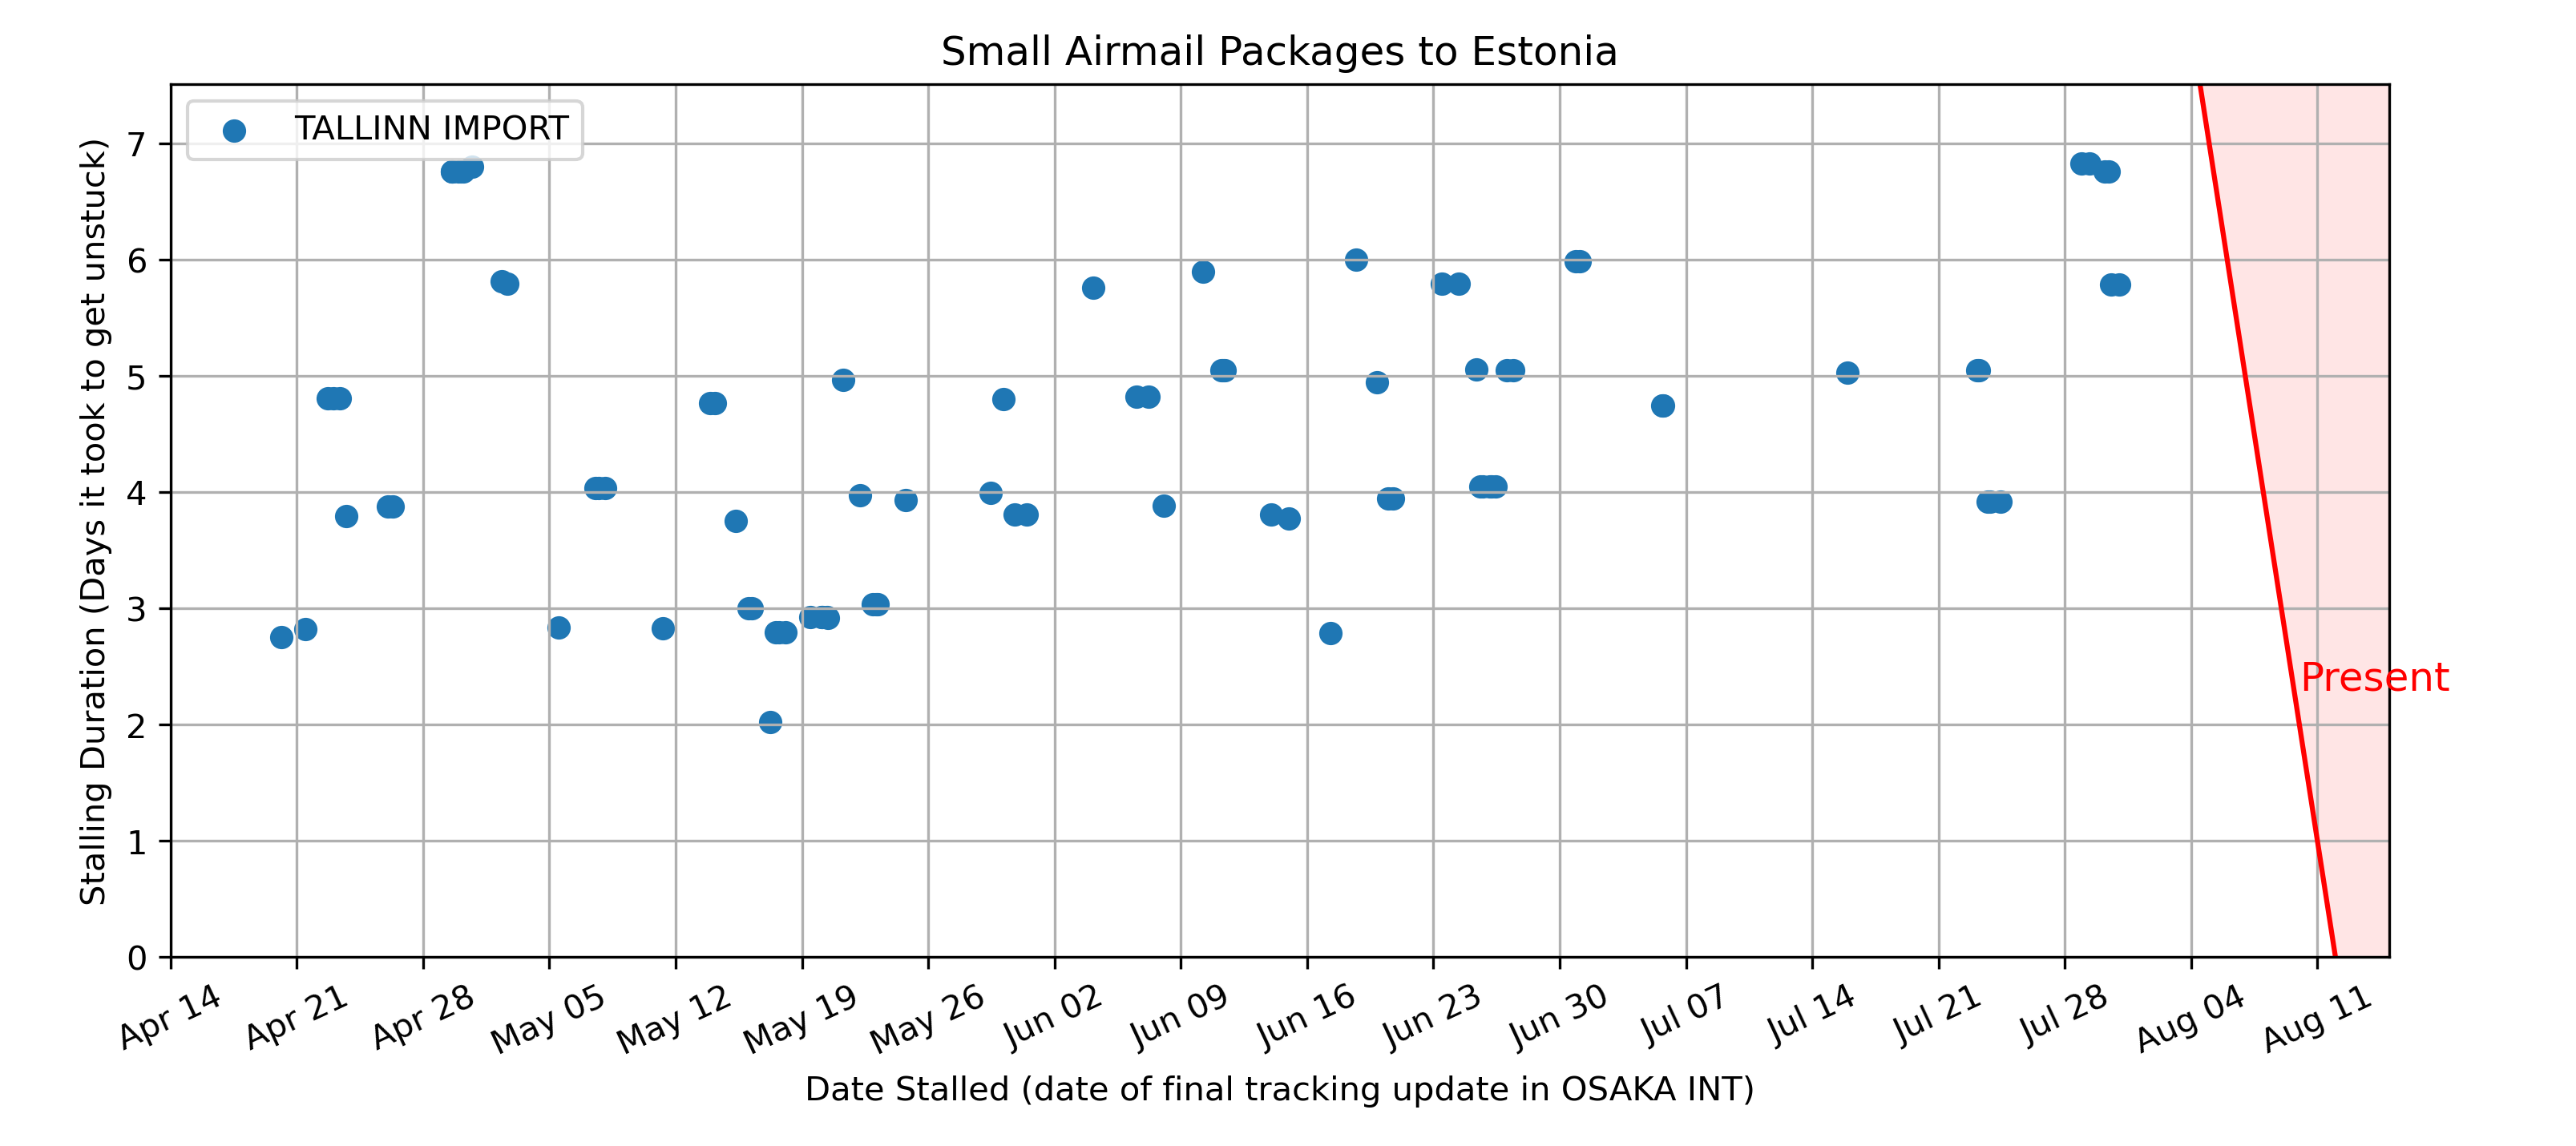 Small Airmail Packages to Estonia
TALLINN IMPORT
Stalling Duration (Days it took to get unstuck)
7
6
5
4
3
2
1
0
Present
Apr 14
Apr 21
Apr 28
May 05
May 12
May 19
May 26
Jun 02
Jun 09
Jun 16
Jun 23
Jun 30
Jul 07
Jul 14
Jul 21
Jul 28
Aug 04
Aug 11
Date Stalled (date of final tracking update in OSAKA INT)